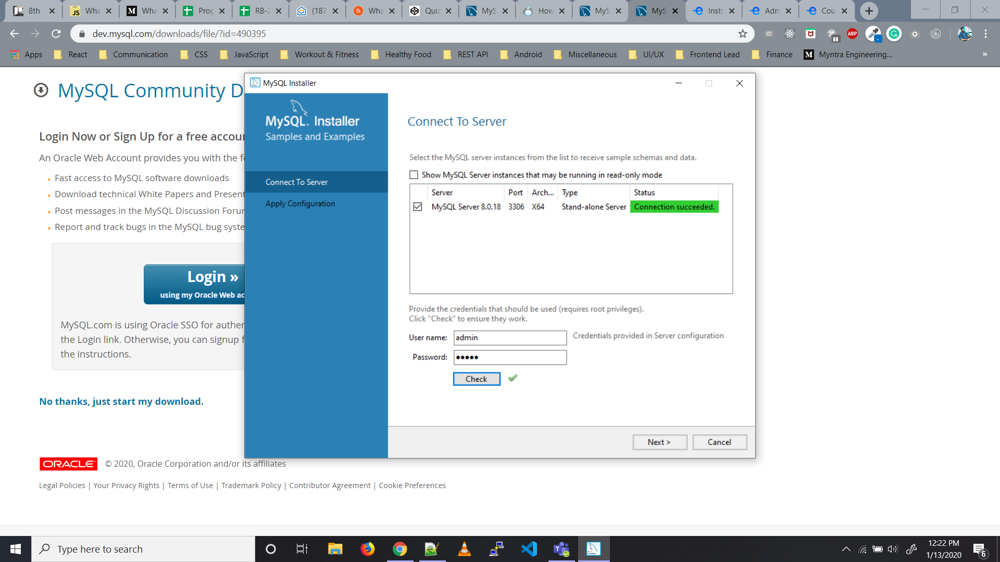 8th -
Wha
Wha
Prog
RB-2
(187
Wha
Quiz
MyS
How
MyS
MyS
Instr
Adm
Cou
dev.mysql.com/downloads/file/?id=490395
Apps
React
Communication
CSS
JavaScript
Workout & Fitness
Healthy Food
REST API
Android
Miscellaneous
UI/UX
Frontend Lead
Finance
Myntra Engineering...
»
MySQL Community D
Login Now or Sign Up for a free accoun
An Oracle Web Account provides you with the fo
• Fast access to MySQL software downloads
• Download technical White Papers and Present
• Post messages in the MySQL Discussion Forun
• Report and track bugs in the MySQL bug syste
Login »
using my Oracle Web ac
MySQL.com is using Oracle SSO for authen
the Login link. Otherwise, you can signup f
the instructions.
No thanks, just start my download.
ORACLE © 2020, Oracle Corporation and/or its affiliates
Legal Policies | Your Privacy Rights | Terms of Use | Trademark Policy | Contributor Agreement | Cookie Preferences
MySQL Installer
MySQL. Installer
Samples and Examples
Connect To Server
Apply Configuration
Connect To Server
Select the MySQL server instances from the list to receive sample schemas and data.
Show MySQL Server instances that may be running in read-only mode
Server Port Arch... Type Status
MySQL Server 8.0.18 3306 X64 Stand-alone Server Connection succeeded.
Provide the credentials that should be used (requires root privileges).
Click "Check" to ensure they work.
User name: admin Credentials provided in Server configuration
Password: •••••
Check
Next > Cancel
Type here to search
12:22 PM
1/13/2020
6